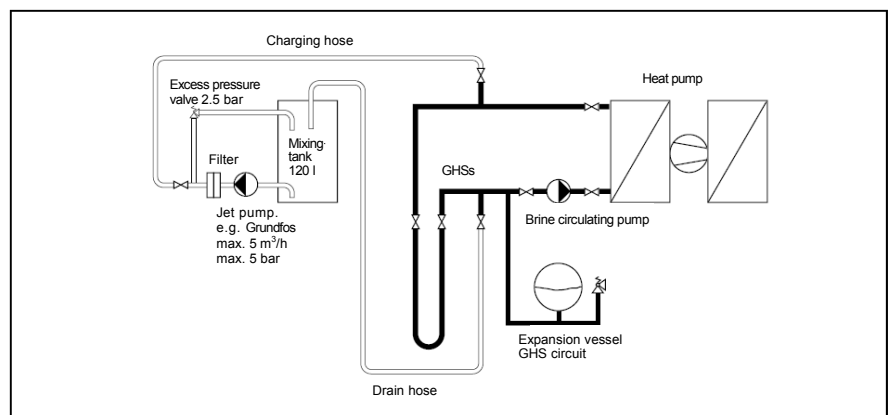 Charging hose
Excess pressure
valve 2.5 bar
Heat pump
Mixing-
tank
120 l
Filter
GHSs
Jet pump.
e.g. Grundfos
max. 5 m³/h
max. 5 bar
Brine circulating pump
Expansion vessel
GHS circuit
Drain hose